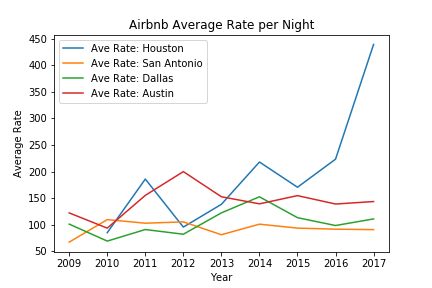 Airbnb Average Rate per Night
450
400
350
300
250
200
150
100
50
Average Rate
Ave Rate: Houston
Ave Rate: San Antonio
Ave Rate: Dallas
Ave Rate: Austin
2009 2010 2011 2012 2013 2014 2015 2016 2017
Year